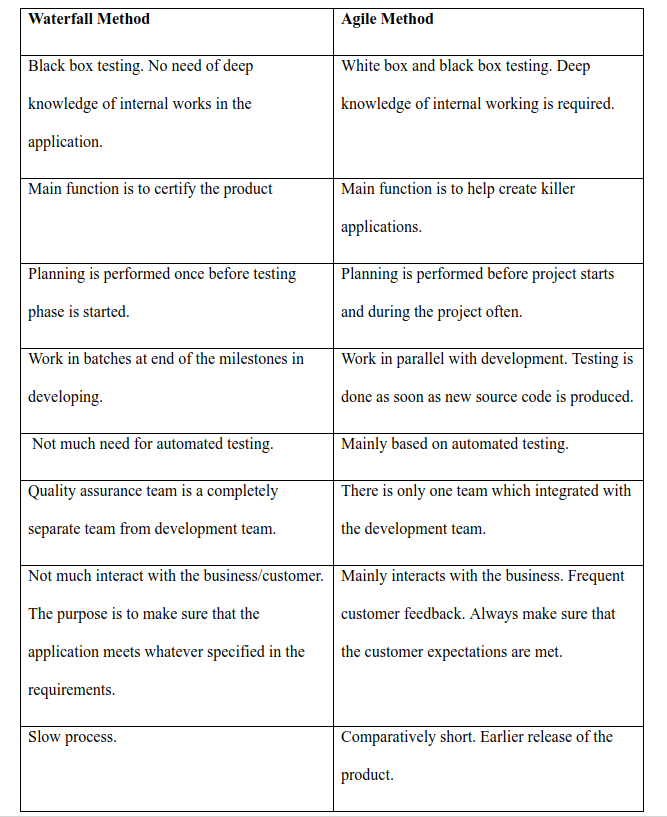 Waterfall Method
Agile Method
Black box testing. No need of deep
knowledge of internal works in the
application.
White box and black box testing. Deep
knowledge of internal working is required.
Main function is to certify the product
Main function is to help create killer
applications.
Planning is performed once before testing
phase is started.
Planning is performed before project starts
and during the project often.
Work in batches at end of the milestones in
developing.
Work in parallel with development. Testing is
done as soon as new source code is produced.
Not much need for automated testing.
Mainly based on automated testing.
Quality assurance team is a completely
separate team from development team.
There is only one team which integrated with
the development team.
Not much interact with the business/customer.
The purpose is to make sure that the
application meets whatever specified in the
requirements.
Mainly interacts with the business. Frequent
customer feedback. Always make sure that
the customer expectations are met.
Slow process.
Comparatively short. Earlier release of the
product.